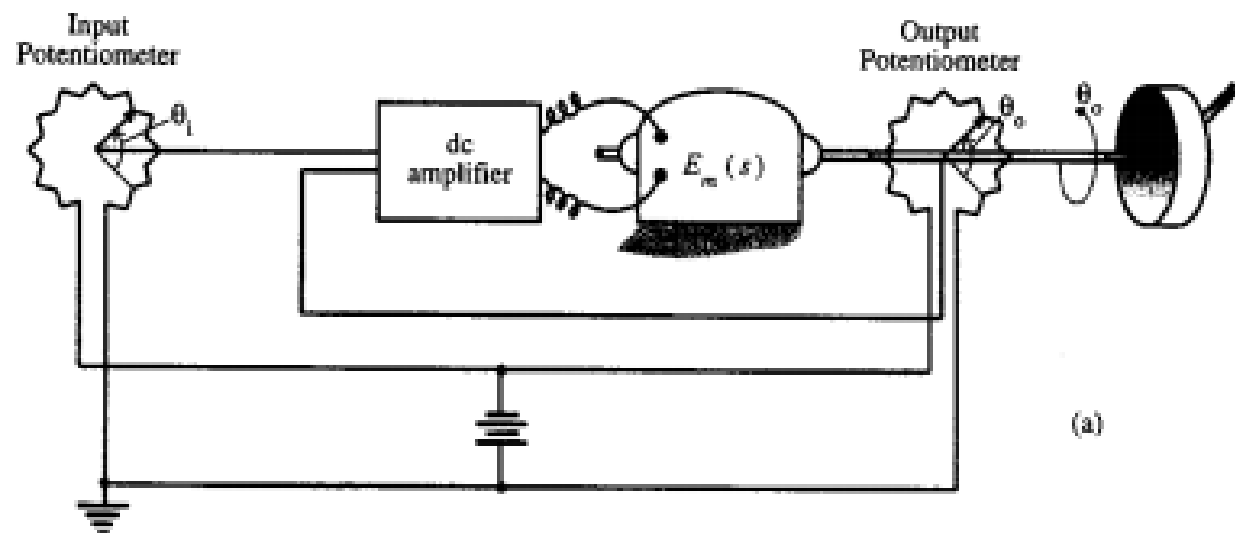 Input
Potentiometer
θi
dc
amplifier
Em(s)
Output
Potentiometer
θo
θo
(a)